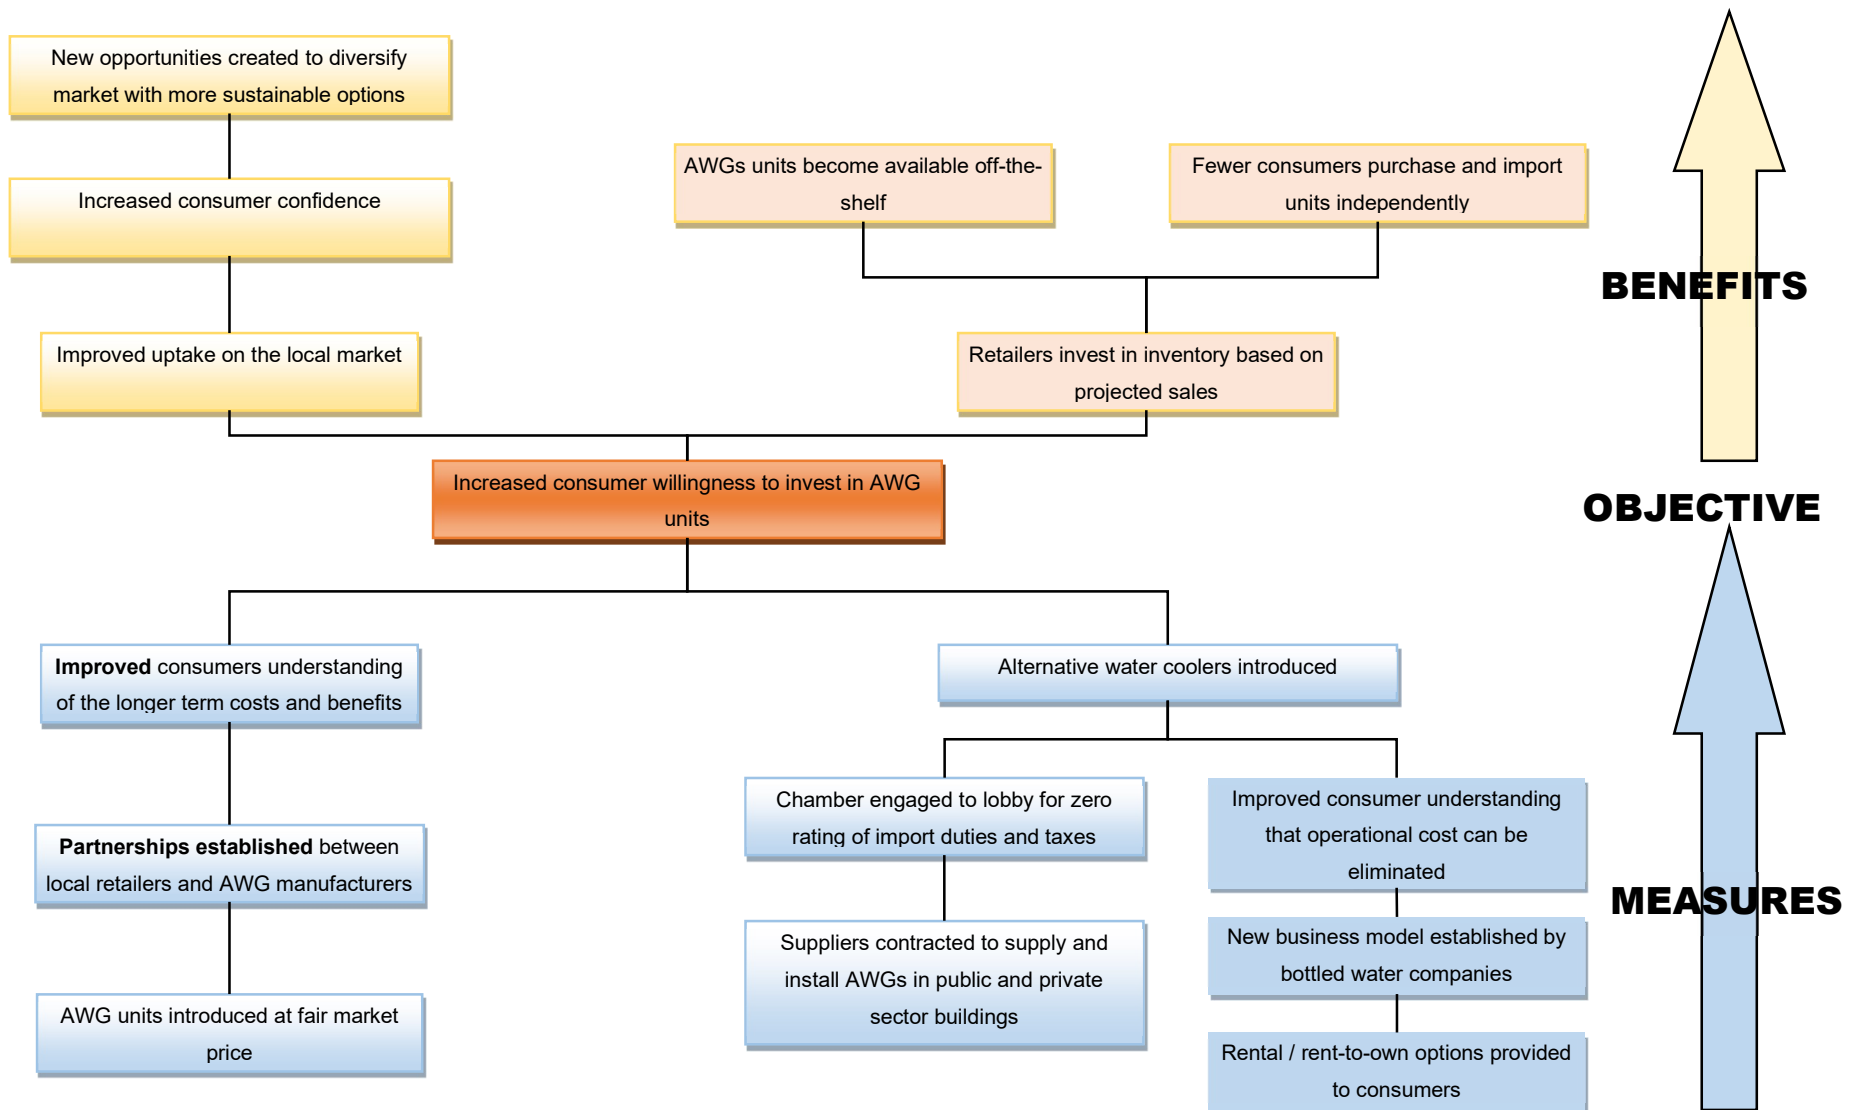 New opportunities created to diversify
market with more sustainable options
Increased consumer confidence
AWGs units become available off-the-
shelf
Fewer consumers purchase and import
units independently
BENEFITS
Improved uptake on the local market
Retailers invest in inventory based on
projected sales
Increased consumer willingness to invest in AWG
units
OBJECTIVE
Improved consumers understanding
of the longer term costs and benefits
Alternative water coolers introduced
Chamber engaged to lobby for zero
rating of import duties and taxes
Improved consumer understanding
that operational cost can be
eliminated
Partnerships established between
local retailers and AWG manufacturers
MEASURES
Suppliers contracted to supply and
install AWGs in public and private
sector buildings
New business model established by
bottled water companies
AWG units introduced at fair market
price
Rental / rent-to-own options provided
to consumers